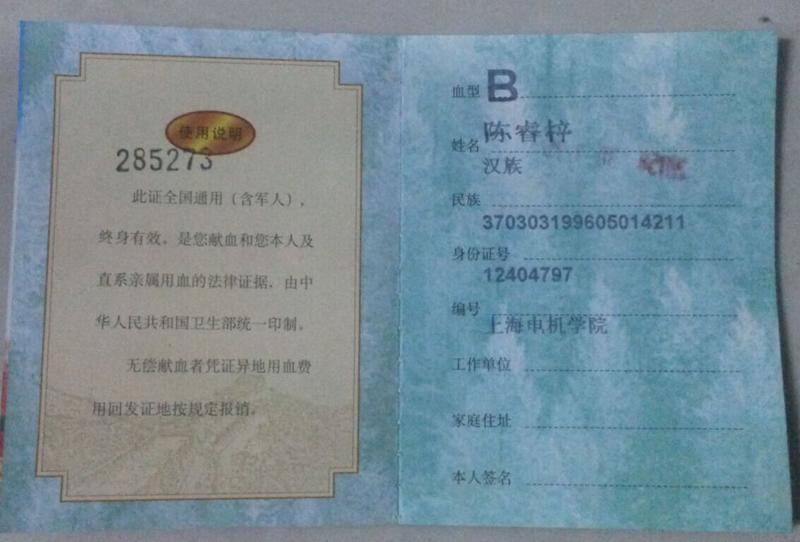 使用说明
285273
此证全国通用（含军人），
终身有效，是您献血和您本人及
直系亲属用血的法律证据，由中
华人民共和国卫生部统一印制。
无偿献血者凭证异地用血费
用回发证地按规定报销。
血型 B
姓名 陈睿梓
汉族
民族
370303199605014211
身份证号
12404797
编号
上海电机学院
工作单位
家庭住址
本人签名